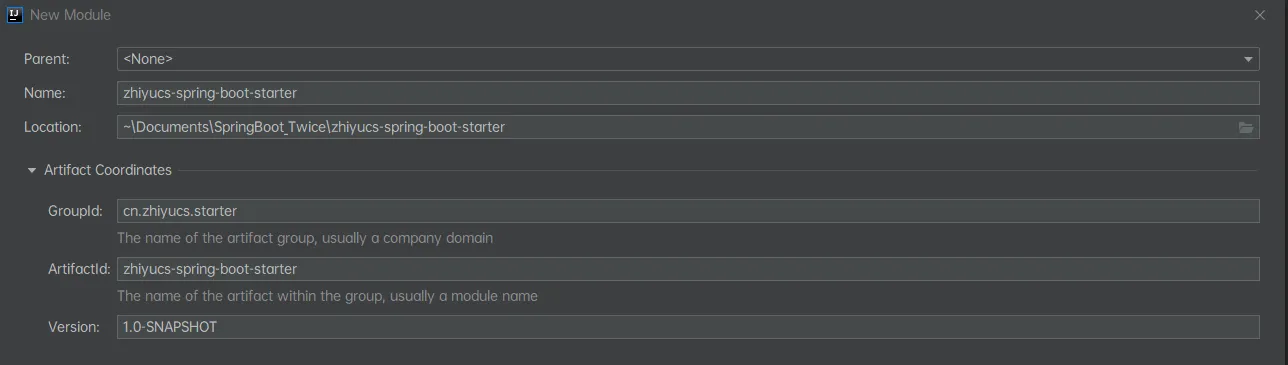 New Module
Parent: <None>
Name: zhiyucs-spring-boot-starter
Location: ~\Documents\SpringBoot_Twice\zhiyucs-spring-boot-starter
Artifact Coordinates
GroupId: cn.zhiyucs.starter
The name of the artifact group, usually a company domain
ArtifactId: zhiyucs-spring-boot-starter
The name of the artifact within the group, usually a module name
Version: 1.0-SNAPSHOT